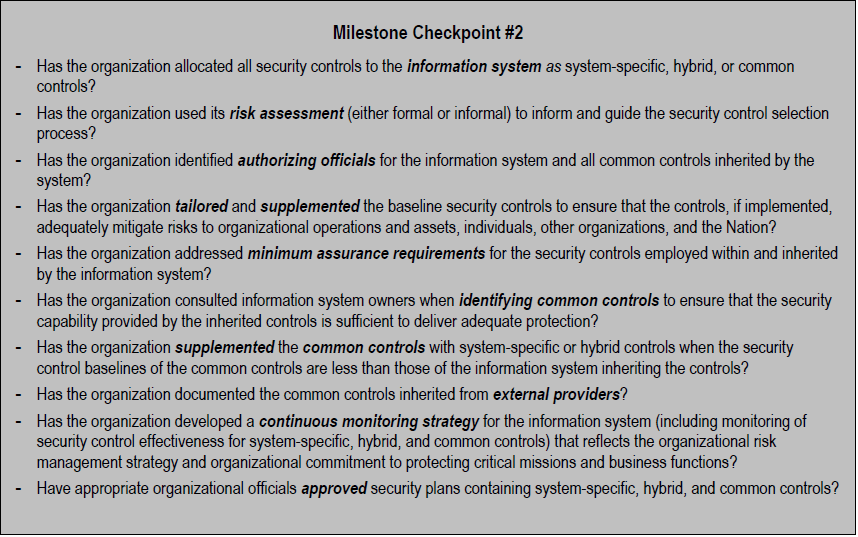 Milestone Checkpoint #2
- Has the organization allocated all security controls to the information system as system-specific, hybrid, or common
controls?
- Has the organization used its risk assessment (either formal or informal) to inform and guide the security control selection
process?
- Has the organization identified authorizing officials for the information system and all common controls inherited by the
system?
- Has the organization tailored and supplemented the baseline security controls to ensure that the controls, if implemented,
adequately mitigate risks to organizational operations and assets, individuals, other organizations, and the Nation?
- Has the organization addressed minimum assurance requirements for the security controls employed within and inherited
by the information system?
- Has the organization consulted information system owners when identifying common controls to ensure that the security
capability provided by the inherited controls is sufficient to deliver adequate protection?
- Has the organization supplemented the common controls with system-specific or hybrid controls when the security
control baselines of the common controls are less than those of the information system inheriting the controls?
- Has the organization documented the common controls inherited from external providers?
- Has the organization developed a continuous monitoring strategy for the information system (including monitoring of
security control effectiveness for system-specific, hybrid, and common controls) that reflects the organizational risk
management strategy and organizational commitment to protecting critical missions and business functions?
- Have appropriate organizational officials approved security plans containing system-specific, hybrid, and common controls?